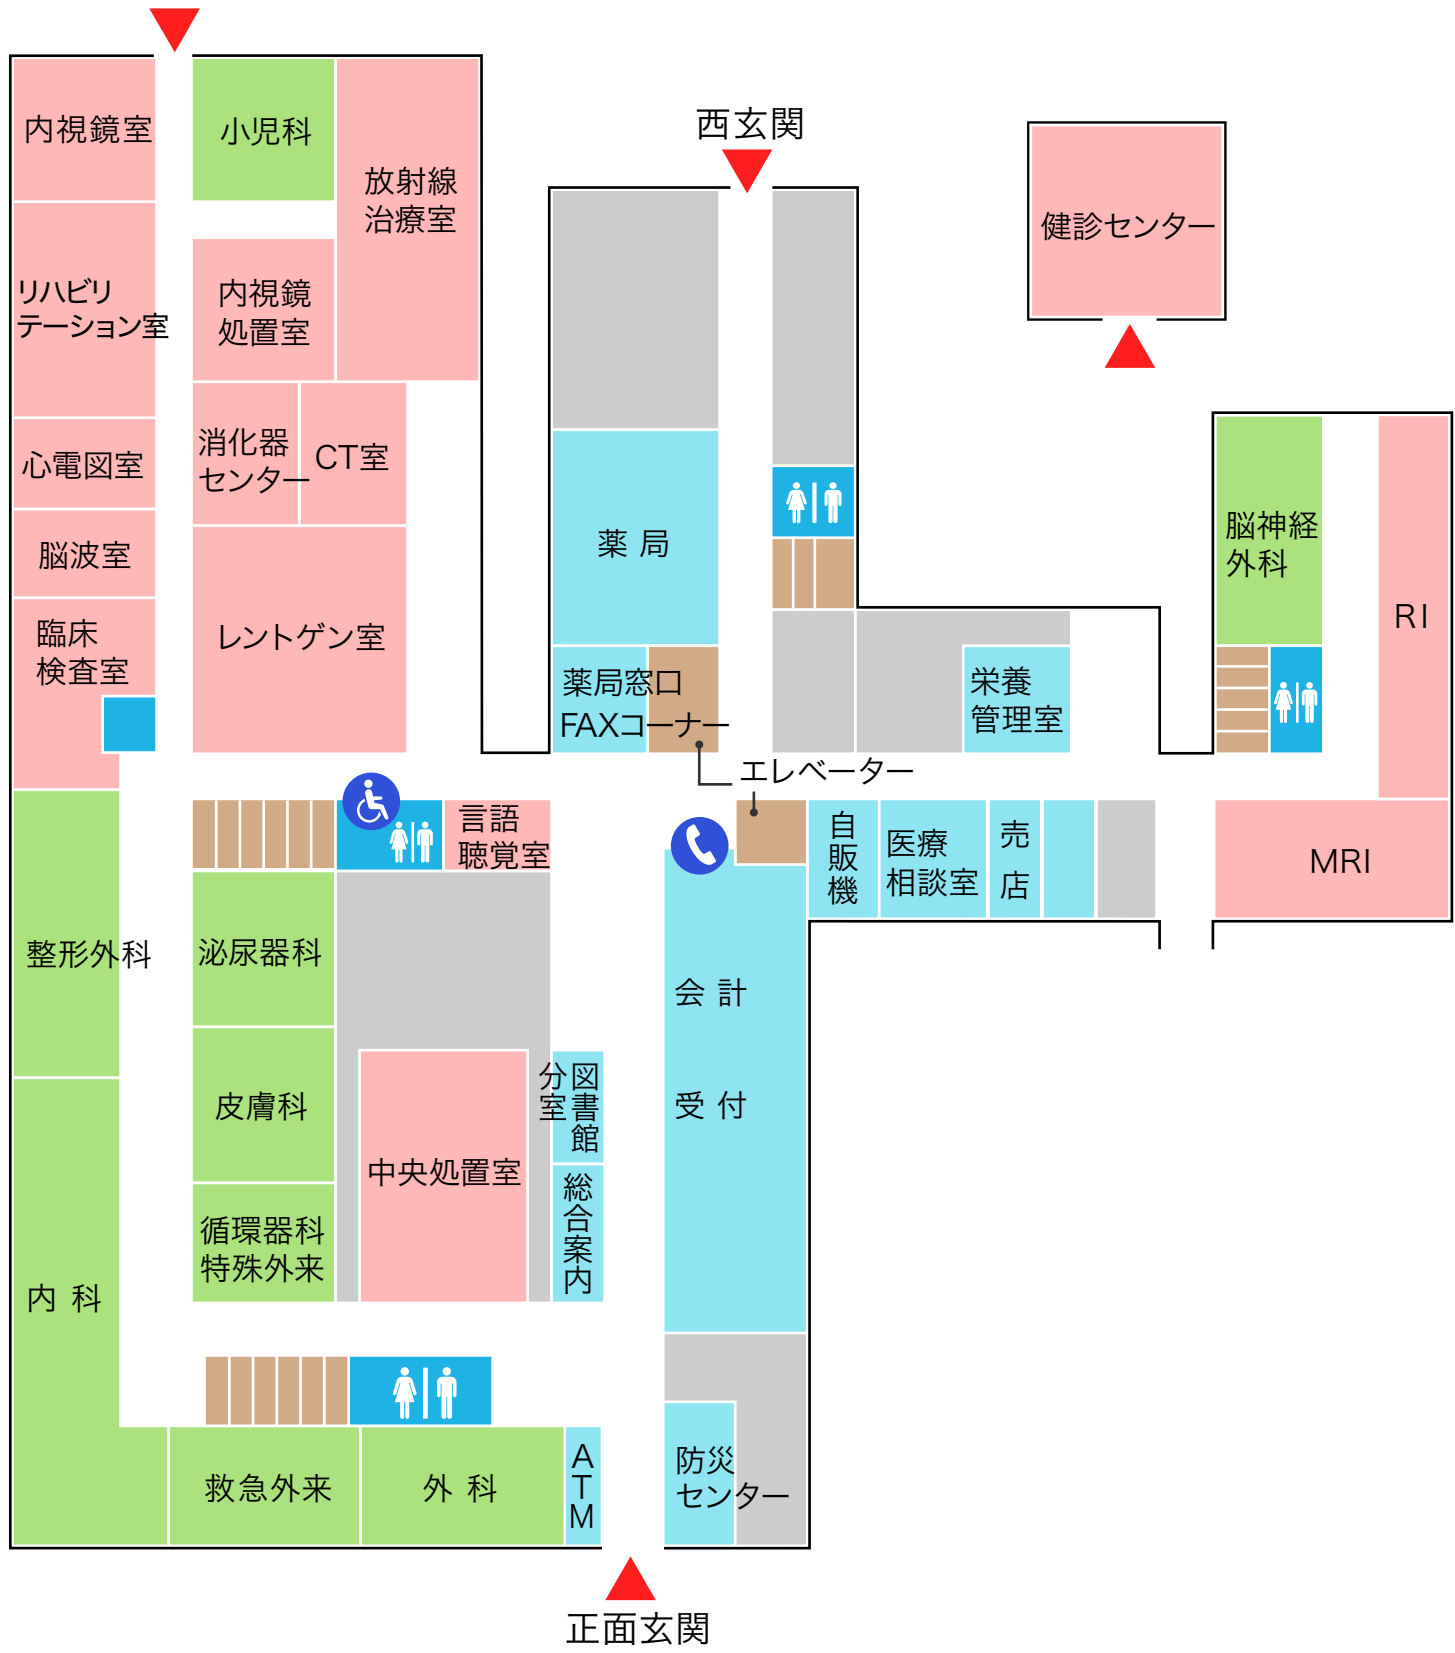 西玄関
内視鏡室
小児科
放射線
治療室
健診センター
リハビリ
テーション室
内視鏡
処置室
心電図室
消化器
センター
CT室
脳波室
薬 局
脳神経
外科
RI
臨床
検査室
レントゲン室
薬局窓口
FAXコーナー
栄養
管理室
エレベーター
言語
聴覚室
自販機
医療
相談室
売店
MRI
整形外科
泌尿器科
会 計
皮膚科
図書館
分室
受 付
中央処置室
循環器科
特殊外来
総合案内
内 科
救急外来
外 科
ATM
防災
センター
正面玄関